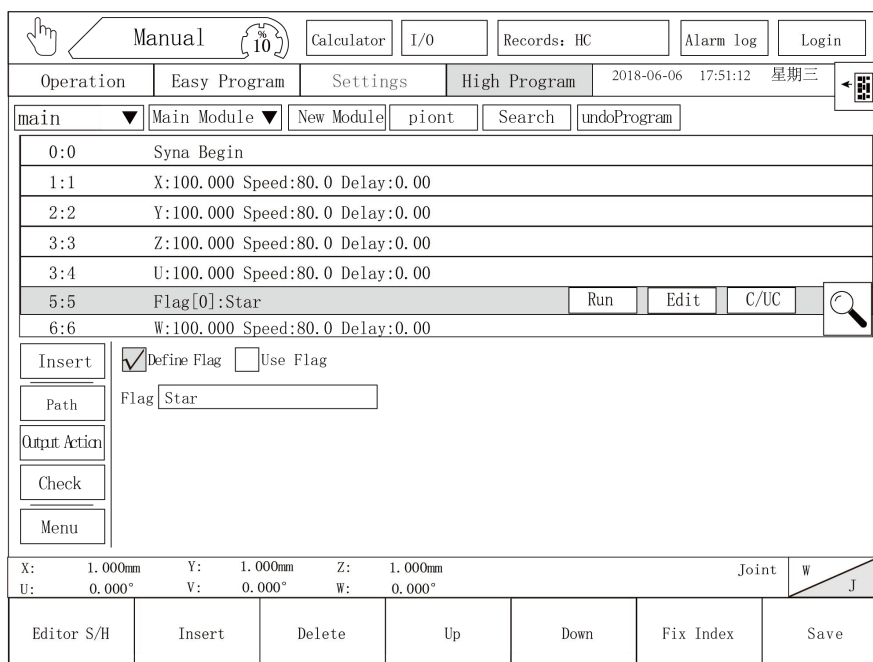 Manual % 10 Calculator I/O Records: HC Alarm log Login
Operation Easy Program Settings High Program 2018-06-06 17:51:12 星期三
main Main Module New Module piont Search undoProgram
0:0 Syna Begin
1:1 X:100.000 Speed:80.0 Delay:0.00
2:2 Y:100.000 Speed:80.0 Delay:0.00
3:3 Z:100.000 Speed:80.0 Delay:0.00
3:4 U:100.000 Speed:80.0 Delay:0.00
5:5 Flag[0]:Star Run Edit C/UC
6:6 W:100.000 Speed:80.0 Delay:0.00
Insert Define Flag Use Flag
Path Flag Star
Output Action
Check
Menu
X: 1.000mm Y: 1.000mm Z: 1.000mm Joint W J
U: 0.000° V: 0.000° W: 0.000°
Editor S/H Insert Delete Up Down Fix Index Save